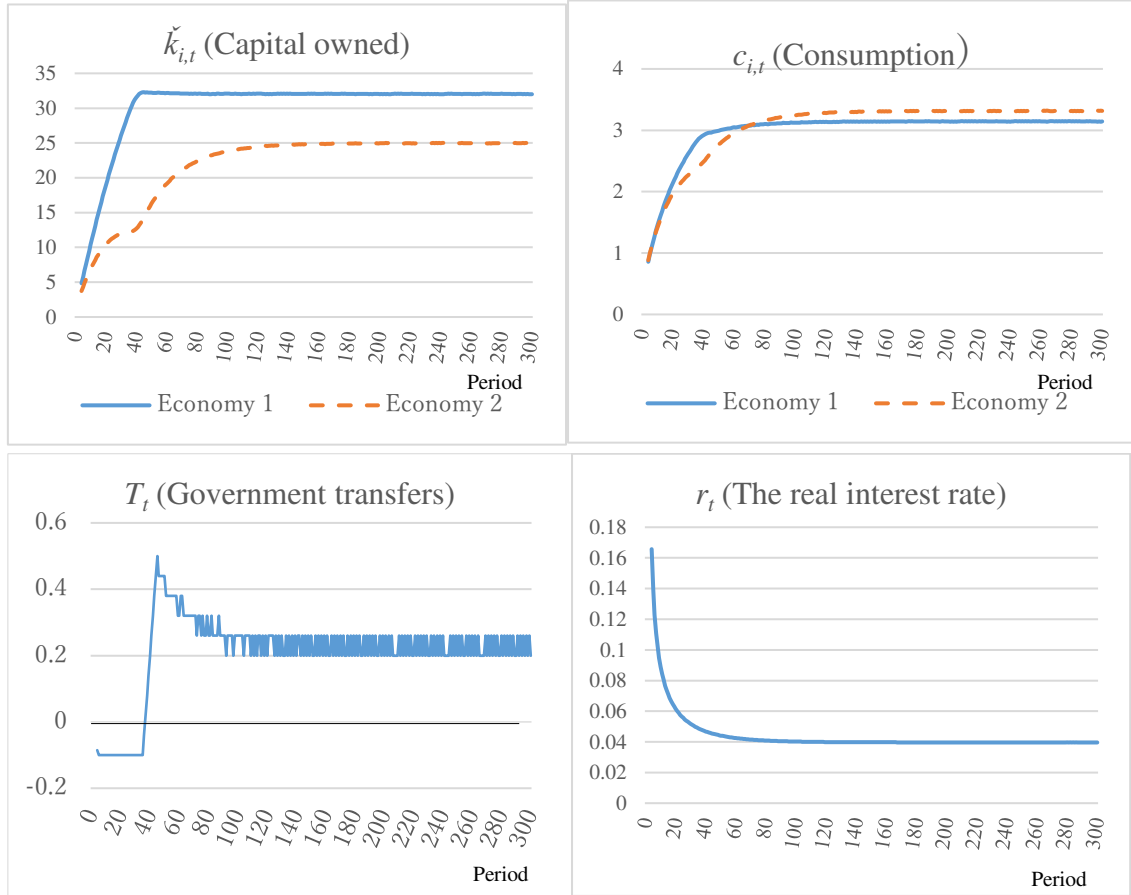 ǩi,t (Capital owned)
35
30
25
20
15
10
5
0
0 20 40 60 80 100 120 140 160 180 200 220 240 260 280 300
Period
Economy 1 Economy 2
ci,t (Consumption)
4
3
2
1
0
0 20 40 60 80 100 120 140 160 180 200 220 240 260 280 300
Period
Economy 1 Economy 2
Tt (Government transfers)
0.6
0.4
0.2
0
-0.2
0 20 40 60 80 100 120 140 160 180 200 220 240 260 280 300
Period
rt (The real interest rate)
0.18
0.16
0.14
0.12
0.1
0.08
0.06
0.04
0.02
0
0 20 40 60 80 100 120 140 160 180 200 220 240 260 280 300
Period